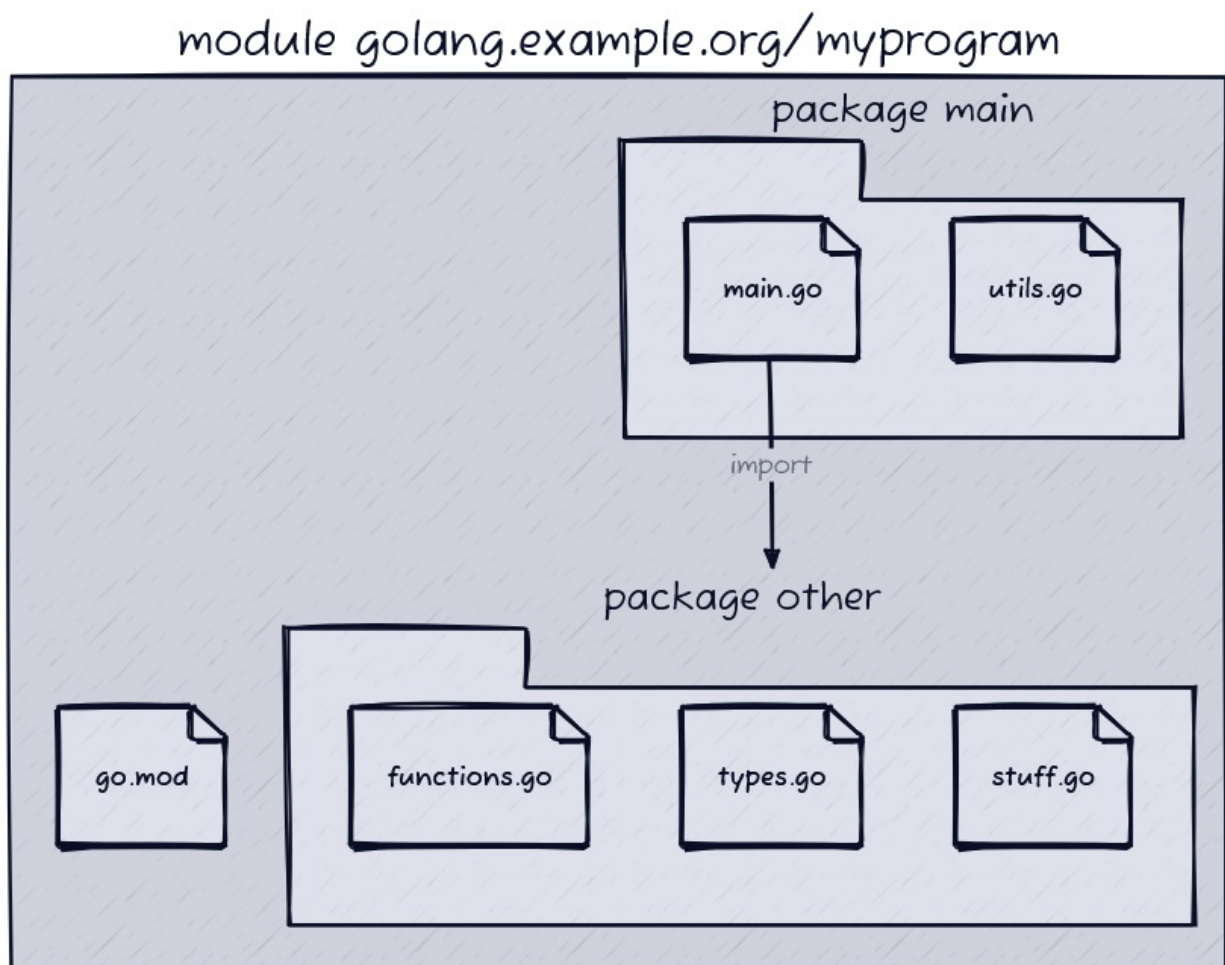 module golang.example.org/myprogram
package main
main.go
utils.go
import
package other
go.mod
functions.go
types.go
stuff.go